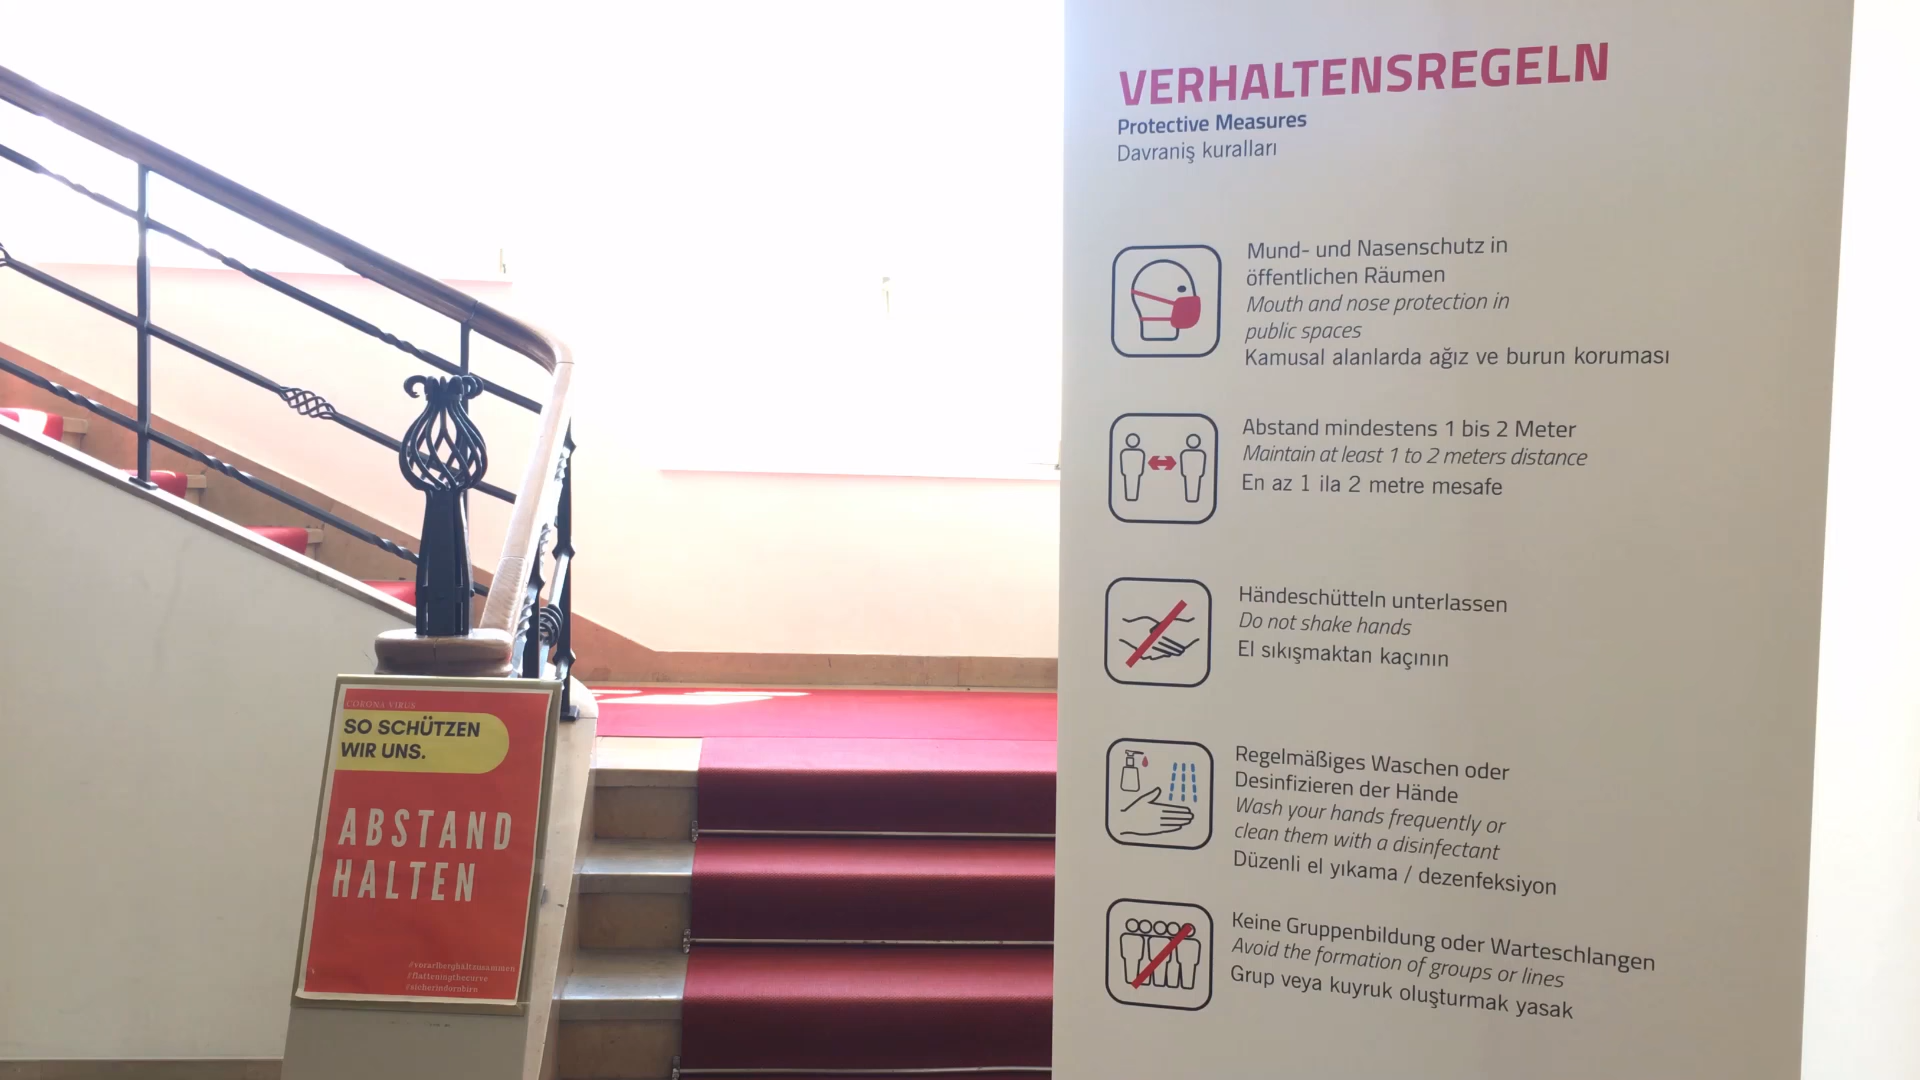 CORONA VIRUS
SO SCHÜTZEN
WIR UNS.
ABSTAND
HALTEN
#vorarlberghältzusammen
#flatteningthecurve
#sicherindornbirn
VERHALTENSREGELN
Protective Measures
Davraniş kuralları
Mund- und Nasenschutz in
öffentlichen Räumen
Mouth and nose protection in
public spaces
Kamusal alanlarda ağız ve burun koruması
Abstand mindestens 1 bis 2 Meter
Maintain at least 1 to 2 meters distance
En az 1 ila 2 metre mesafe
Händeschütteln unterlassen
Do not shake hands
El sıkışmaktan kaçının
Regelmäßiges Waschen oder
Desinfizieren der Hände
Wash your hands frequently or
clean them with a disinfectant
Düzenli el yıkama / dezenfeksiyon
Keine Gruppenbildung oder Warteschlangen
Avoid the formation of groups or lines
Grup veya kuyruk oluşturmak yasak